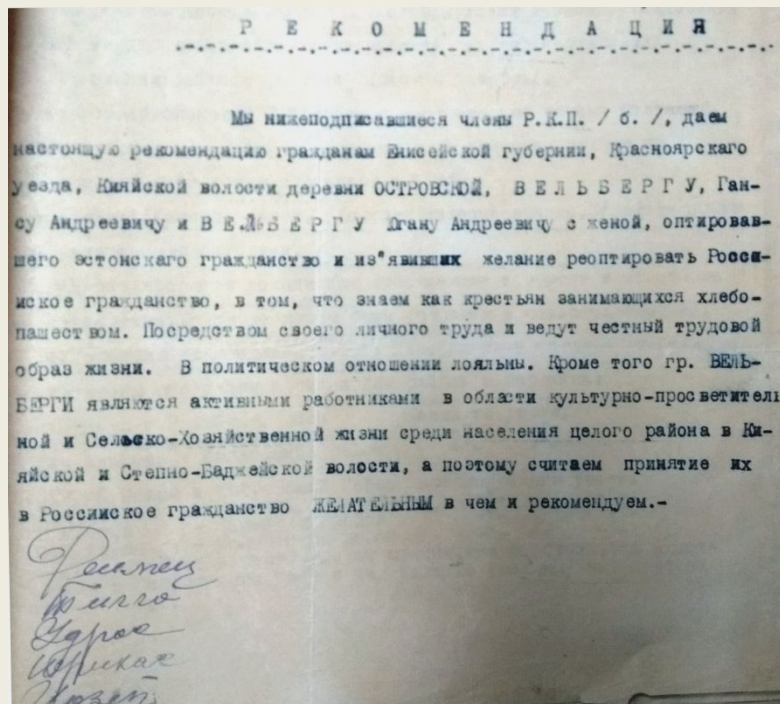 Р Е К О М Е Н Д А Ц И Я
Мы нижеподписавшиеся члены Р.К.П. / б. /, даем
настоящую рекомендацию гражданам Енисейской губернии, Красноярскаго
уезда, Кияйской волости деревни ОСТРОВСКОЙ, В Е Л Ь Б Е Р Г У, Ган-
су Андреевичу и В Е Л Ь Б Е Р Г У Югану Андреевичу с женой, оптировав-
шего эстонскаго гражданство и из"явивших желание реоптировать Росси-
йское гражданство, в том, что знаем как крестьян занимающихся хлебо-
пашеством. Посредством своего личного труда и ведут честный трудовой
образ жизни. В политическом отношении лояльны. Кроме того гр. ВЕЛЬ-
БЕРГИ являются активными работниками в области культурно-просветитель
ной и Сельско-Хозяйственной жизни среди населения целого района в Ки-
яйской и Степно-Баджейской волости, а поэтому считаем принятие их
в Российское гражданство ЖЕЛАТЕЛЬНЫМ в чем и рекомендуем.-
Удрас